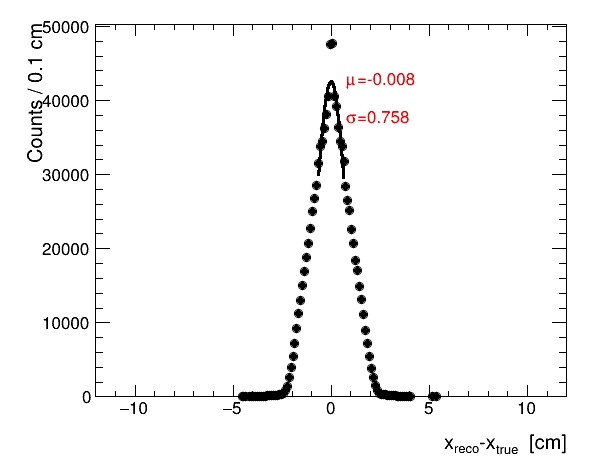 Counts / 0.1 cm
50000
40000
30000
20000
10000
0
μ=-0.008
σ=0.758
−10 −5 0 5 10
x_reco-x_true [cm]